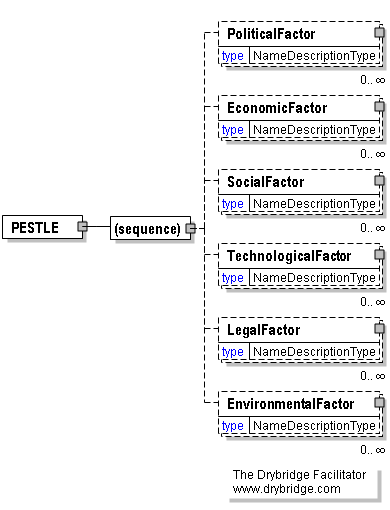 PoliticalFactor
type NameDescriptionType
0..∞
EconomicFactor
type NameDescriptionType
0..∞
SocialFactor
type NameDescriptionType
0..∞
PESTLE
(sequence)
TechnologicalFactor
type NameDescriptionType
0..∞
LegalFactor
type NameDescriptionType
0..∞
EnvironmentalFactor
type NameDescriptionType
0..∞
The Drybridge Facilitator
www.drybridge.com